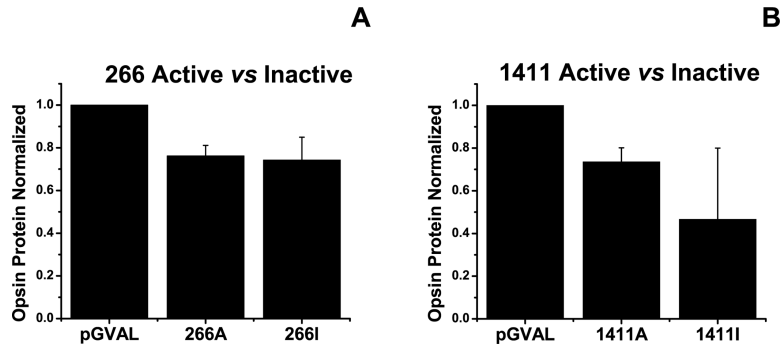 A
266 Active vs Inactive
Opsin Protein Normalized
1.0
0.8
0.6
0.4
0.2
0.0
pGVAL 266A 266I
B
1411 Active vs Inactive
Opsin Protein Normalized
1.0
0.8
0.6
0.4
0.2
0.0
pGVAL 1411A 1411I